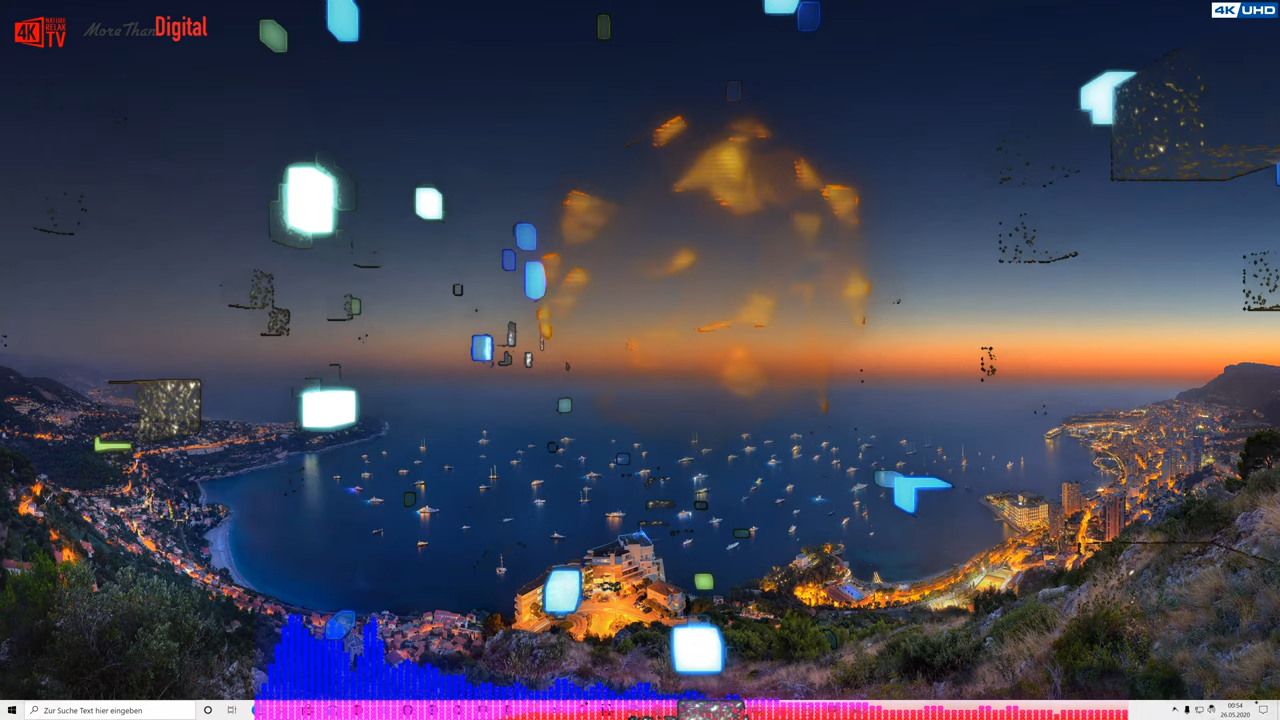 4K NATURE RELAX TV
More Than Digital
4K UHD
Zur Suche Text hier eingeben
00:54
26.05.2020